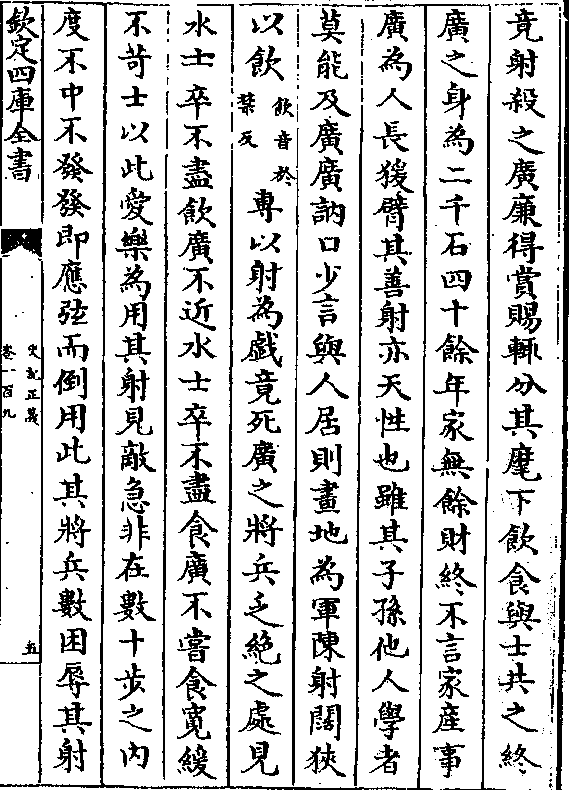 竟射殺之廣廉得賞賜輒分其麾下飲食與士共之終
廣之身為二千石四十餘年家無餘財終不言家產事
廣為人長猨臂其善射亦天性也雖其子孫他人學者
莫能及廣廣訥口少言與人居則畫地為軍陳射闊狹
以飲飲音於禁反專以射為戲竟死廣之將兵乏絶之處見
水士卒不盡飲廣不近水士卒不盡食廣不嘗食寛緩
不苛士以此愛樂為用其射見敵急非在數十步之內
度不中不發發即應弦而倒用此其將兵數困辱其射
欽定四庫全書
史記正義
卷一百九
五